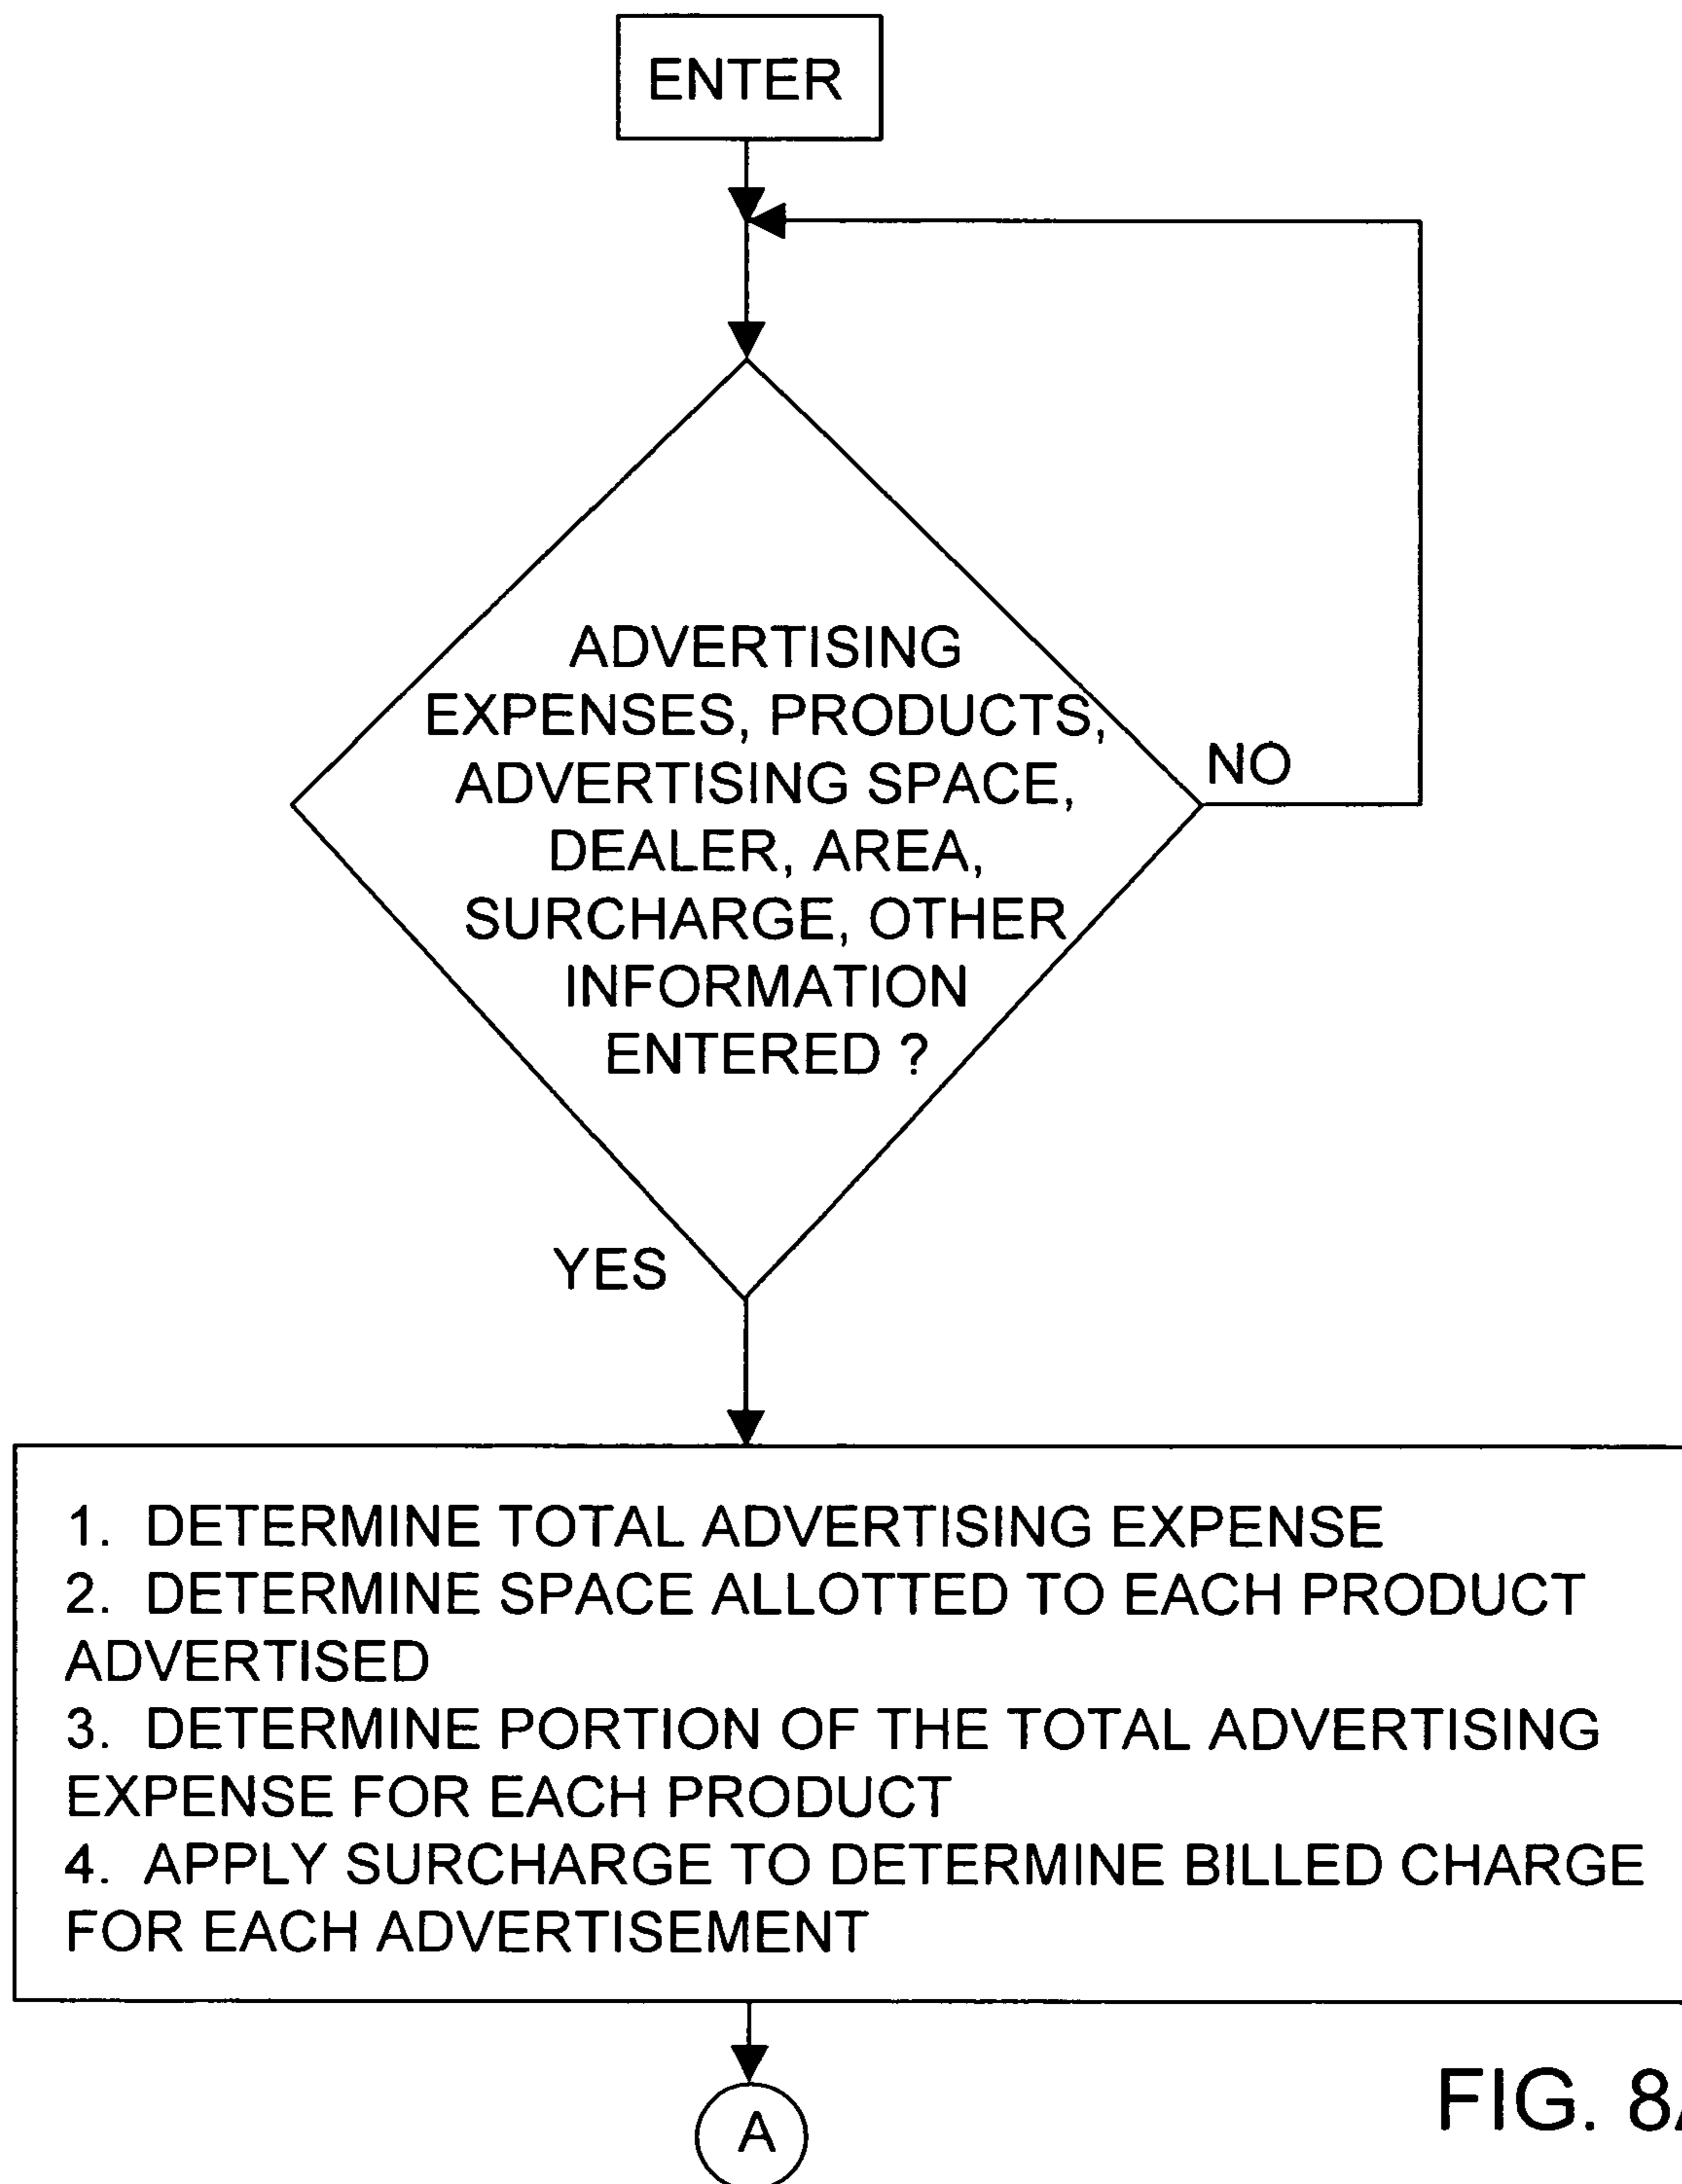 ENTER
ADVERTISING
EXPENSES, PRODUCTS,
ADVERTISING SPACE,
DEALER, AREA,
SURCHARGE, OTHER
INFORMATION
ENTERED ?
NO
YES
1. DETERMINE TOTAL ADVERTISING EXPENSE
2. DETERMINE SPACE ALLOTTED TO EACH PRODUCT
ADVERTISED
3. DETERMINE PORTION OF THE TOTAL ADVERTISING
EXPENSE FOR EACH PRODUCT
4. APPLY SURCHARGE TO DETERMINE BILLED CHARGE
FOR EACH ADVERTISEMENT
A
FIG. 8A